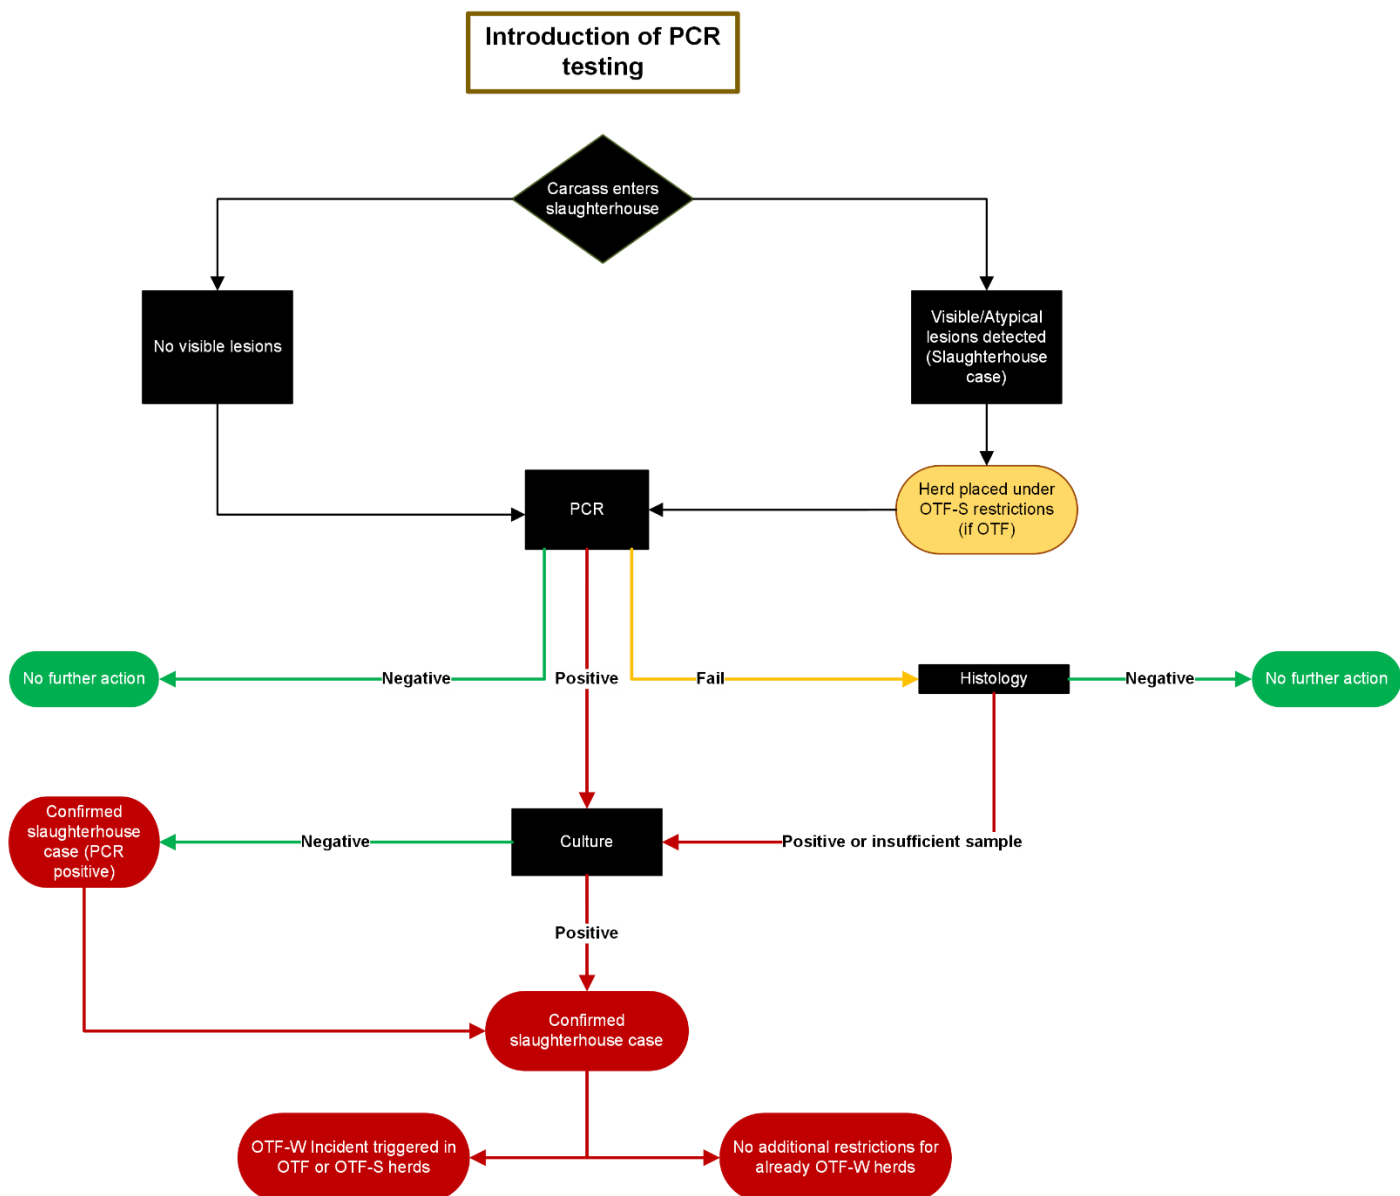 Introduction of PCR
testing
Carcass enters
slaughterhouse
No visible lesions
Visible/Atypical
lesions detected
(Slaughterhouse
case)
PCR
Herd placed under
OTF-S restrictions
(if OTF)
No further action
Negative
Positive
Fail
Histology
Negative
No further action
Confirmed
slaughterhouse
case (PCR
positive)
Negative
Culture
Positive or insufficient sample
Positive
Confirmed
slaughterhouse case
OTF-W Incident triggered in
OTF or OTF-S herds
No additional restrictions for
already OTF-W herds